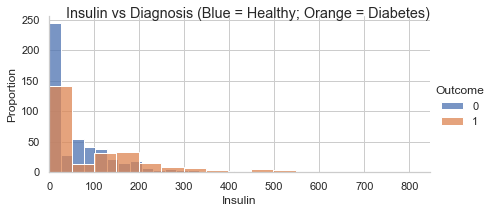 Insulin vs Diagnosis (Blue = Healthy; Orange = Diabetes)
250
200
150
100
50
0
Proportion
0 100 200 300 400 500 600 700 800
Insulin
Outcome
0
1